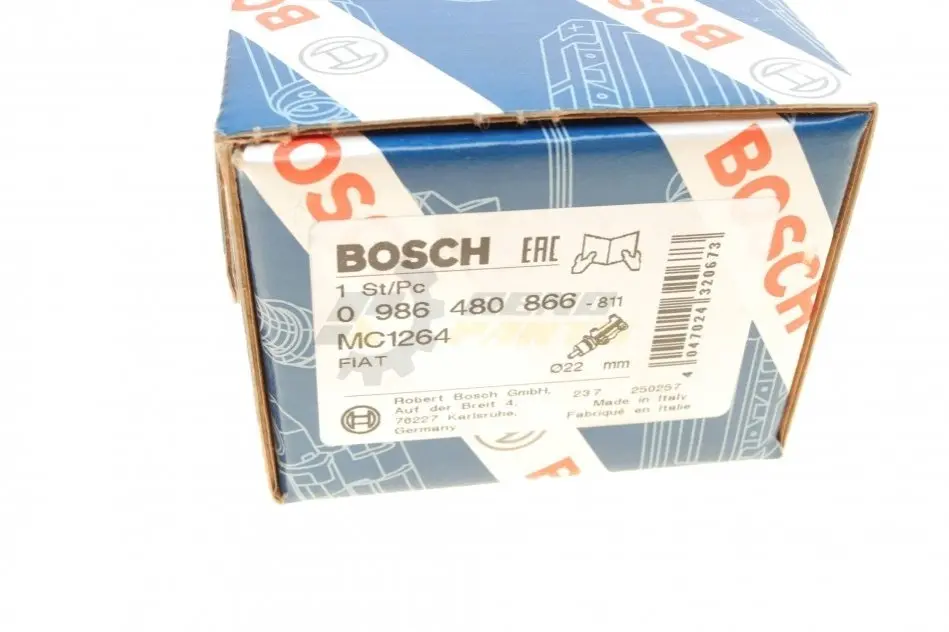 BOSCH
BOSCH
BOSCH
BOSCH
BOSCH EAC
1 St/Pc
0 986 480 866 - 811
MC1264
FIAT
Ø22 mm
Robert Bosch GmbH,
Auf der Breit 4,
76227 Karlsruhe,
Germany
237 250257
Made in Italy
Fabriqué en Italie
4 047024 320673